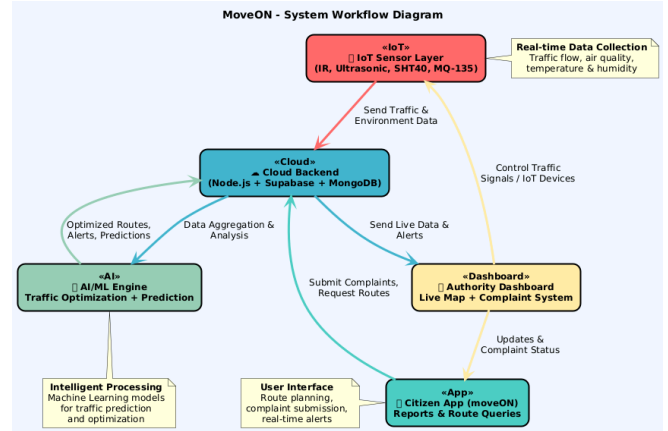 MoveON - System Workflow Diagram
«IoT»
IoT Sensor Layer
(IR, Ultrasonic, SHT40, MQ-135)
Real-time Data Collection
Traffic flow, air quality,
temperature & humidity
Send Traffic &
Environment Data
«Cloud»
☁ Cloud Backend
(Node.js + Supabase + MongoDB)
Control Traffic
Signals / IoT Devices
Optimized Routes,
Alerts, Predictions
Data Aggregation &
Analysis
Send Live Data &
Alerts
«AI»
AI/ML Engine
Traffic Optimization + Prediction
Submit Complaints,
Request Routes
«Dashboard»
Authority Dashboard
Live Map + Complaint System
Updates &
Complaint Status
Intelligent Processing
Machine Learning models
for traffic prediction
and optimization
User Interface
Route planning,
complaint submission,
real-time alerts
«App»
Citizen App (moveON)
Reports & Route Queries